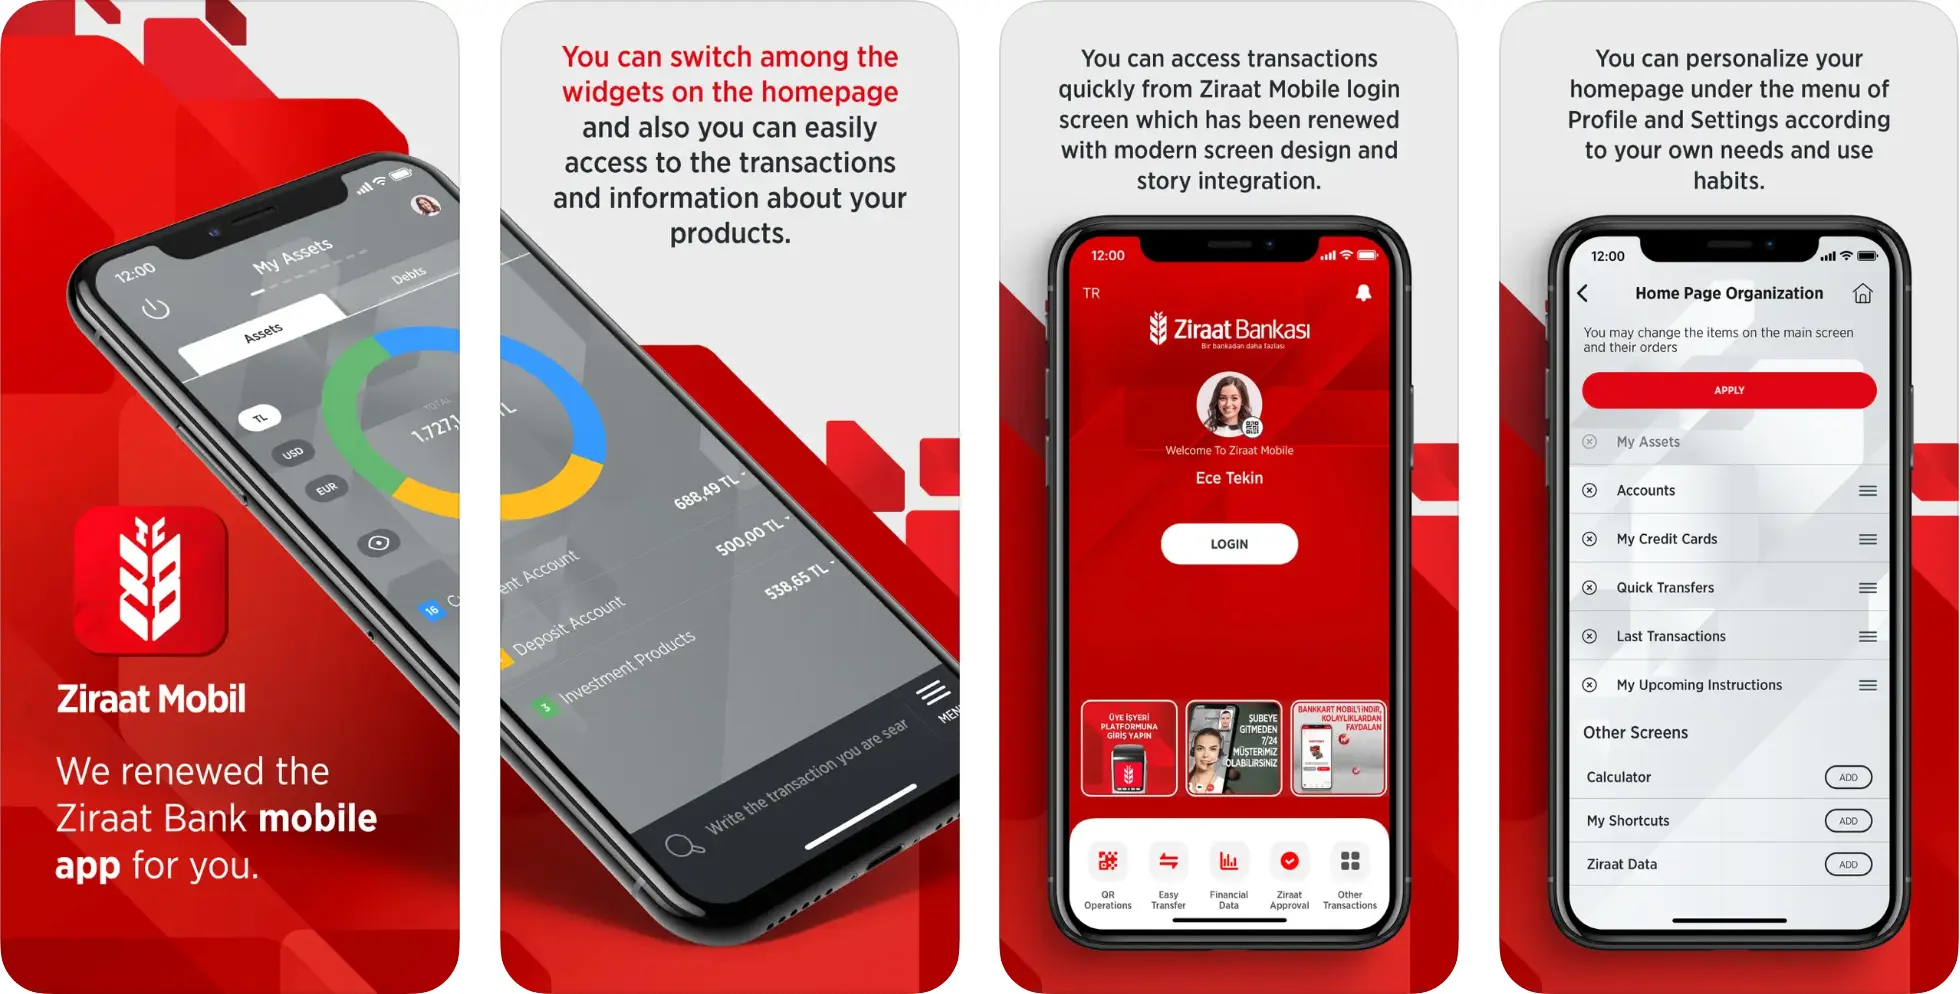 12:00
My Assets
Assets
Debts
TL
USD
EUR
TOTAL
1.727,1
16
Ziraat Mobil
We renewed the
Ziraat Bank mobile
app for you.
You can switch among the
widgets on the homepage
and also you can easily
access to the transactions
and information about your
products.
TL
688,49 TL
ent Account
500,00 TL
Deposit Account
538,65 TL
3 Investment Products
MEN
Write the transaction you are sear
You can access transactions
quickly from Ziraat Mobile login
screen which has been renewed
with modern screen design and
story integration.
12:00
TR
Ziraat Bankası
Bir bankadan daha fazlası
Welcome To Ziraat Mobile
Ece Tekin
LOGIN
ÜYE İŞYERİ
PLATFORMUNA
GİRİŞ YAPIN
ŞUBEYE
GİTMEDEN
7/24
MÜŞTERİMİZ
OLABİLİRSİNİZ
BANKKART MOBİL'İ İNDİR,
KOLAYLIKLARDAN
FAYDALAN
QR
Operations
Easy
Transfer
Financial
Data
Ziraat
Approval
Other
Transactions
You can personalize your
homepage under the menu of
Profile and Settings according
to your own needs and use
habits.
12:00
Home Page Organization
You may change the items on the main screen
and their orders
APPLY
My Assets
Accounts
My Credit Cards
Quick Transfers
Last Transactions
My Upcoming Instructions
Other Screens
Calculator ADD
My Shortcuts ADD
Ziraat Data ADD